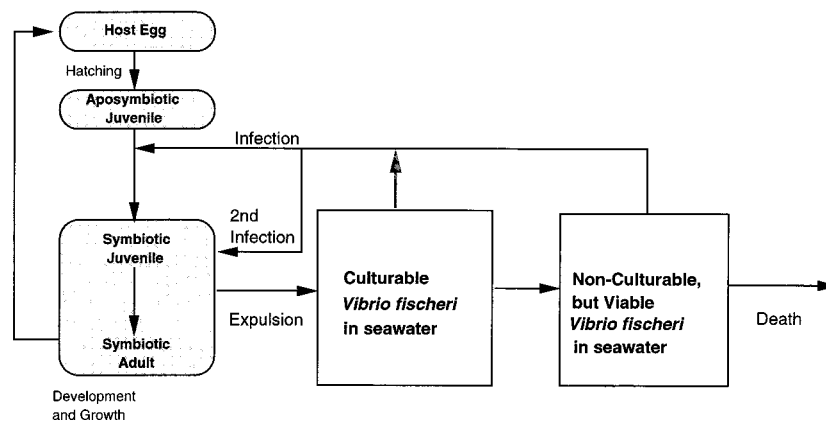 Host Egg
Hatching
Aposymbiotic
Juvenile
Infection
2nd
Infection
Symbiotic
Juvenile
Symbiotic
Adult
Development
and Growth
Expulsion
Culturable
Vibrio fischeri
in seawater
Non-Culturable,
but Viable
Vibrio fischeri
in seawater
Death